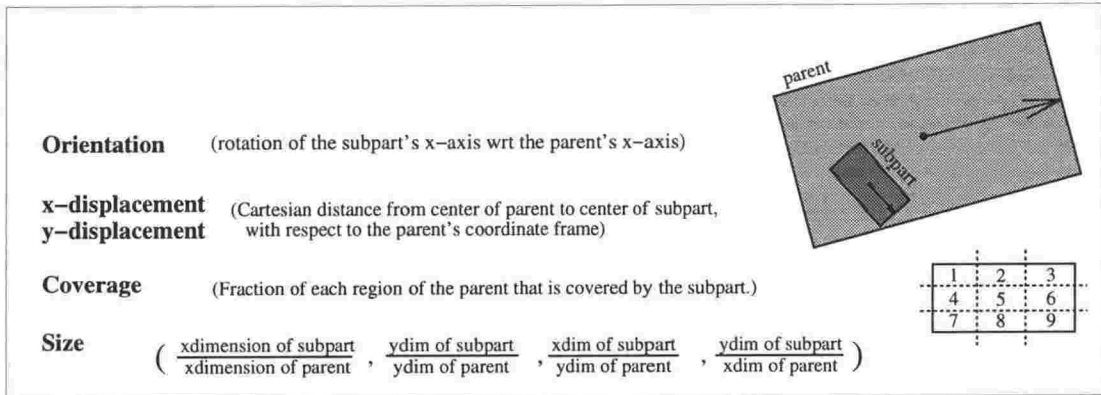 parent
subpart
Orientation (rotation of the subpart's x–axis wrt the parent's x–axis)
x–displacement (Cartesian distance from center of parent to center of subpart,
y–displacement with respect to the parent's coordinate frame)
Coverage (Fraction of each region of the parent that is covered by the subpart.)
1 2 3
4 5 6
7 8 9
Size ( xdimension of subpart / xdimension of parent , ydim of subpart / ydim of parent , xdim of subpart / ydim of parent , ydim of subpart / xdim of parent )